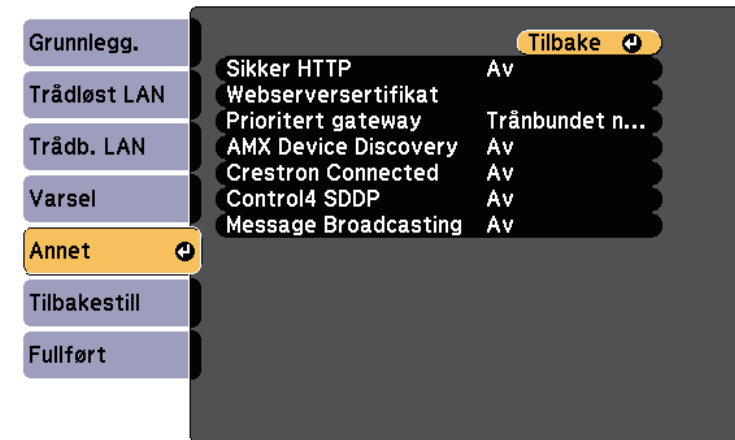 Grunnlegg.
Trådløst LAN
Trådb. LAN
Varsel
Annet
Tilbakestill
Fullført
Tilbake
Sikker HTTP Av
Webserversertifikat
Prioritert gateway Trånbundet n...
AMX Device Discovery Av
Crestron Connected Av
Control4 SDDP Av
Message Broadcasting Av